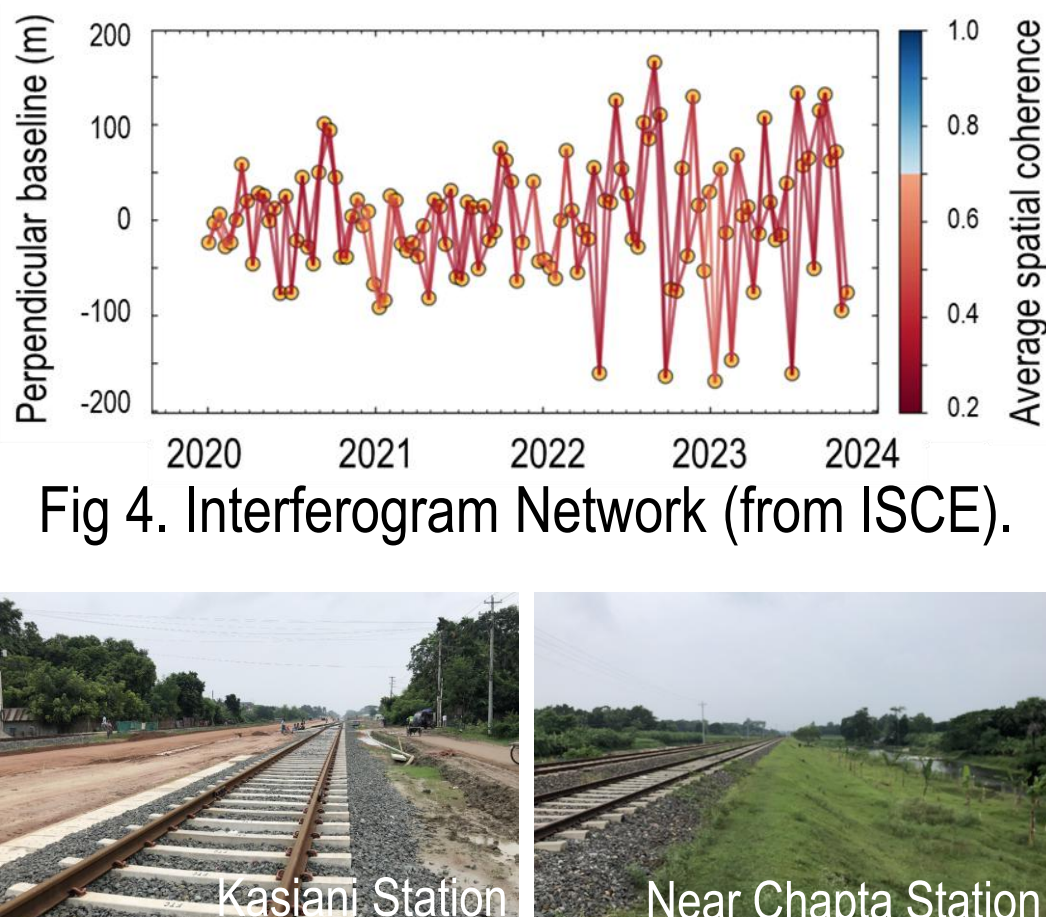 Perpendicular baseline (m)
200
100
0
-100
-200
2020 2021 2022 2023 2024
1.0
0.8
0.6
0.4
0.2
Average spatial coherence
Fig 4. Interferogram Network (from ISCE).
Kasiani Station
Near Chapta Station